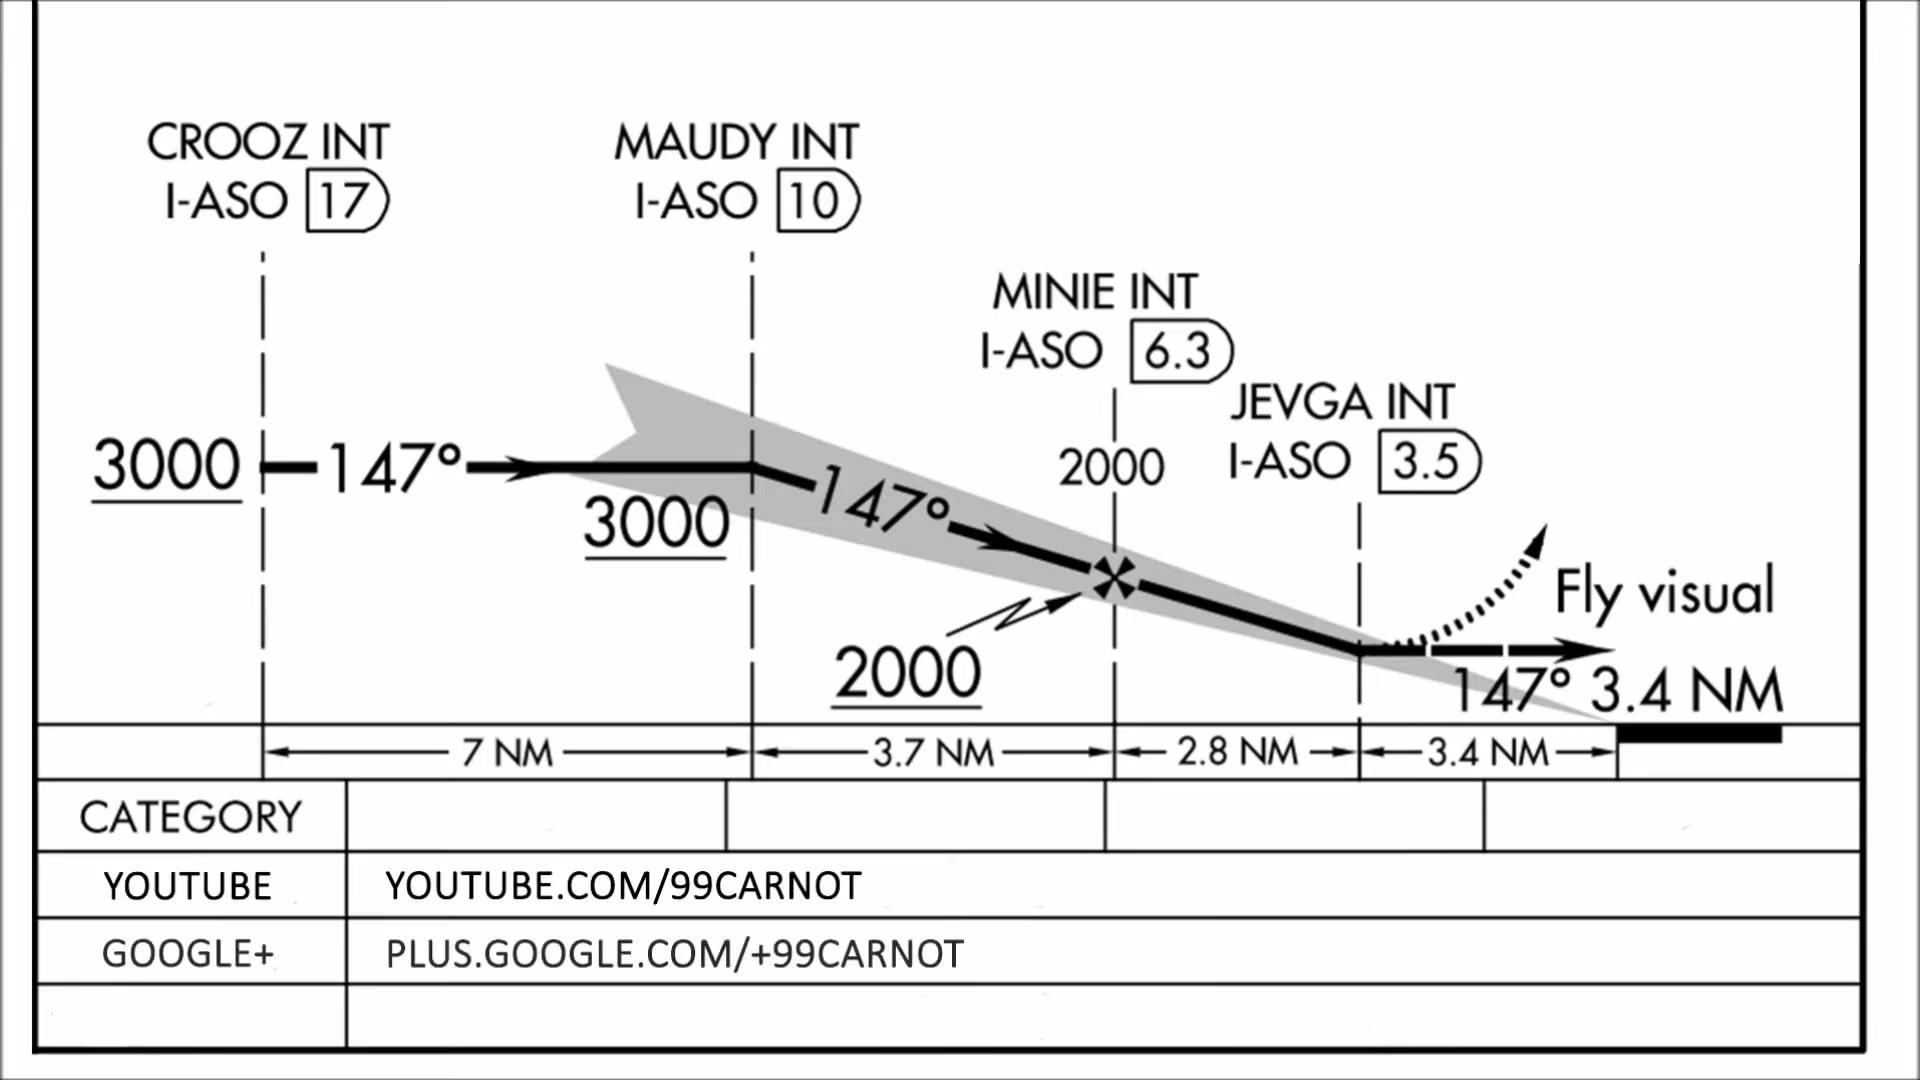 CROOZ INT
I-ASO 17
MAUDY INT
I-ASO 10
MINIE INT
I-ASO 6.3
JEVGA INT
I-ASO 3.5
3000
147°
3000
147°
2000
2000
Fly visual
147° 3.4 NM
7 NM
3.7 NM
2.8 NM
3.4 NM
CATEGORY
YOUTUBE YOUTUBE.COM/99CARNOT
GOOGLE+ PLUS.GOOGLE.COM/+99CARNOT